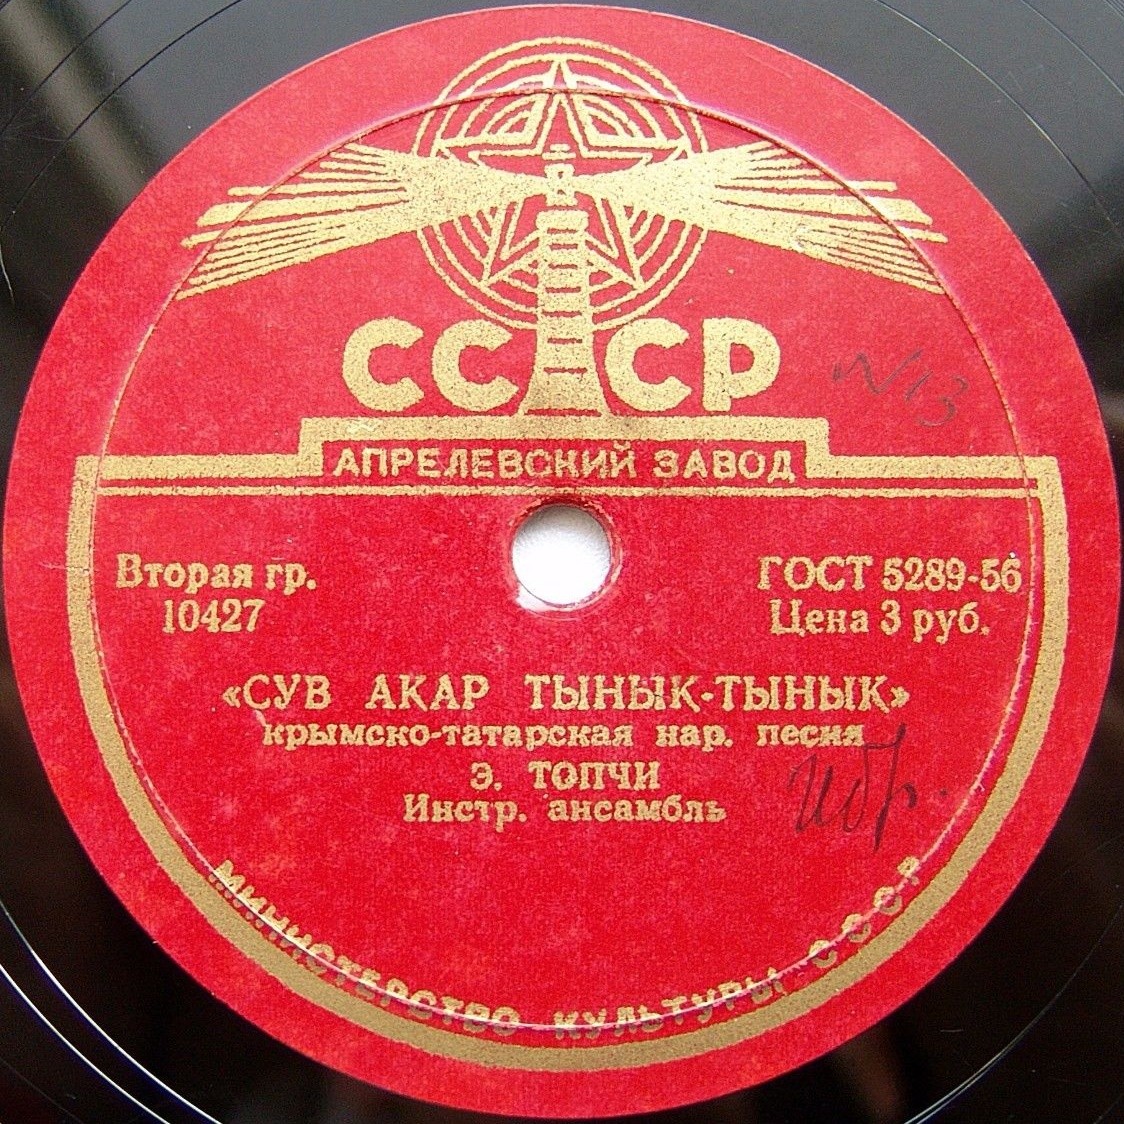 СССР
N 13
АПРЕЛЕВСКИЙ ЗАВОД
Вторая гр.
10427
ГОСТ 5289-56
Цена 3 руб.
«СУВ АКАР ТЫНЫК-ТЫНЫК»
крымско-татарская нар. песня
Э. ТОПЧИ
Инстр. ансамбль
МИНИСТЕРСТВО КУЛЬТУРЫ СССР